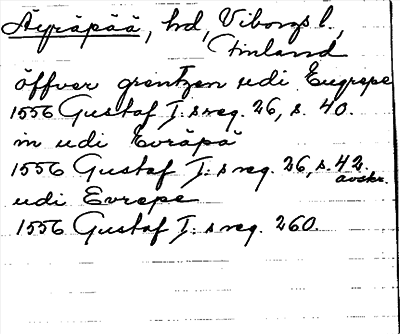 Äyräpää, hd, Viborgs l.,
Finland
öffver grentzen udi Eugrepe
1556 Gustaf I:s reg. 26, s. 40.
in udi Evräpä
1556 Gustaf I:s reg. 26, s. 42.
avskr.
udi Evrepe
1556 Gustaf I:s reg. 260.